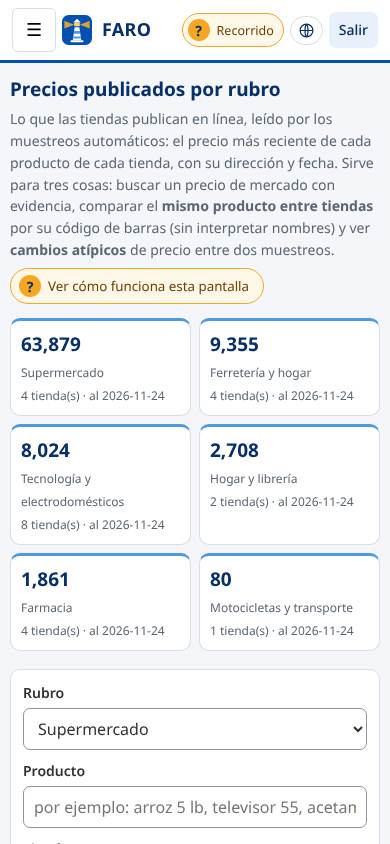 ☰ FARO ? Recorrido Salir
Precios publicados por rubro
Lo que las tiendas publican en línea, leído por los
muestreos automáticos: el precio más reciente de cada
producto de cada tienda, con su dirección y fecha. Sirve
para tres cosas: buscar un precio de mercado con
evidencia, comparar el mismo producto entre tiendas
por su código de barras (sin interpretar nombres) y ver
cambios atípicos de precio entre dos muestreos.
? Ver cómo funciona esta pantalla
63,879
Supermercado
4 tienda(s) · al 2026-11-24
9,355
Ferretería y hogar
4 tienda(s) · al 2026-11-24
8,024
Tecnología y
electrodomésticos
8 tienda(s) · al 2026-11-24
2,708
Hogar y librería
2 tienda(s) · al 2026-11-24
1,861
Farmacia
4 tienda(s) · al 2026-11-24
80
Motocicletas y transporte
1 tienda(s) · al 2026-11-24
Rubro
Supermercado
Producto
por ejemplo: arroz 5 lb, televisor 55, acetan